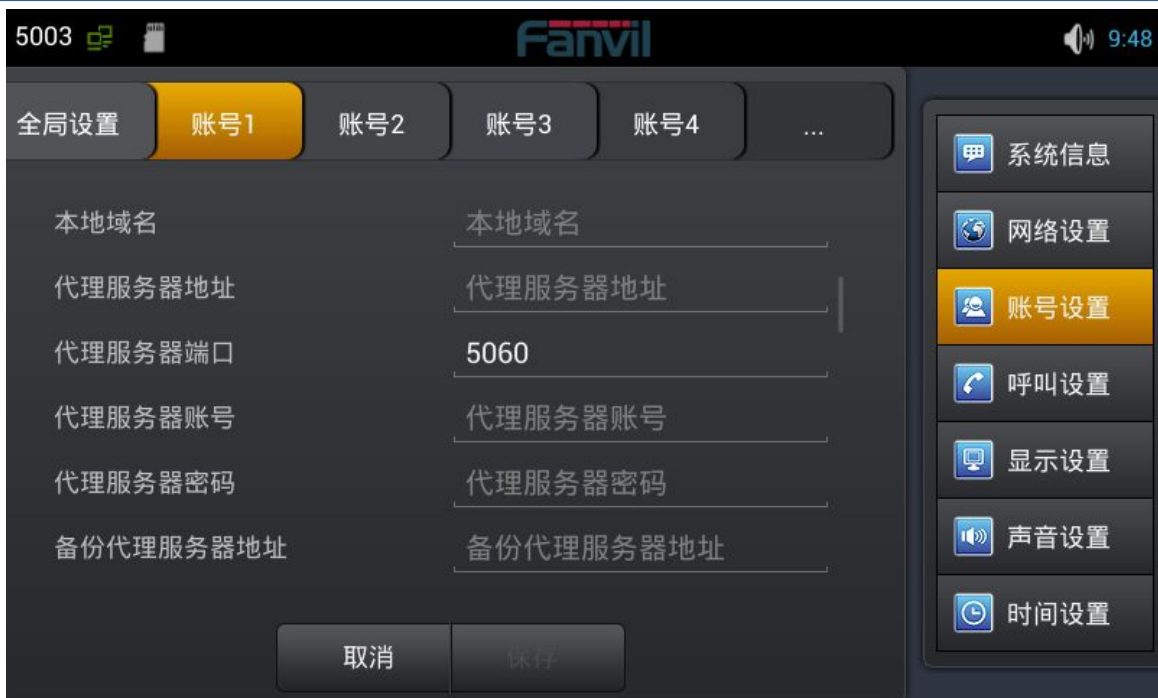 5003
Fanvil
9:48
全局设置 账号1 账号2 账号3 账号4 ...
本地域名 本地域名
代理服务器地址 代理服务器地址
代理服务器端口 5060
代理服务器账号 代理服务器账号
代理服务器密码 代理服务器密码
备份代理服务器地址 备份代理服务器地址
取消 保存
系统信息
网络设置
账号设置
呼叫设置
显示设置
声音设置
时间设置